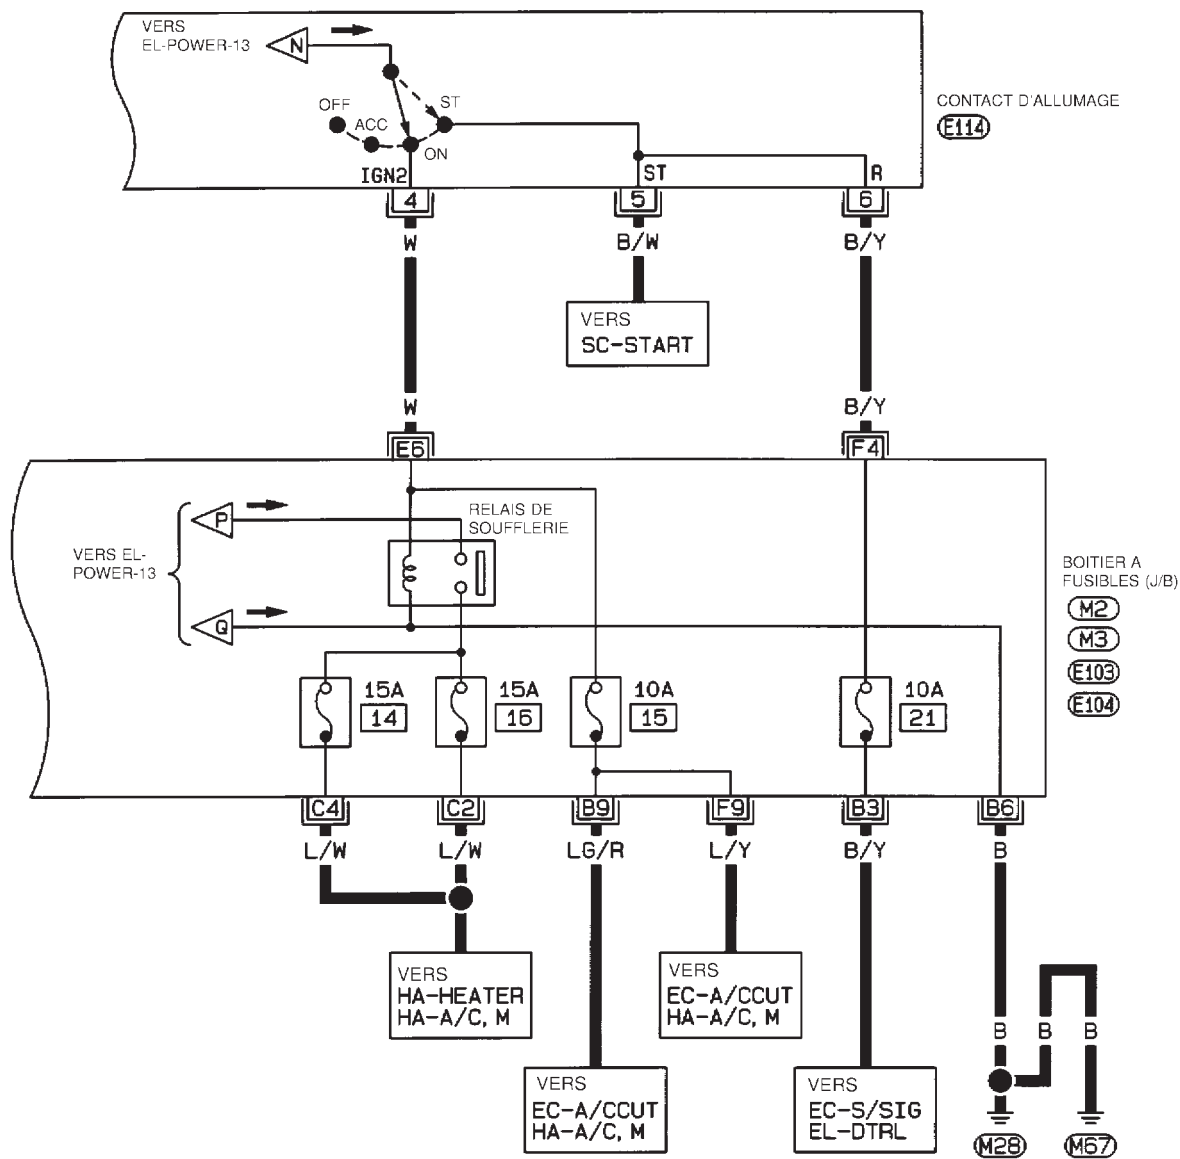 VERS
EL-POWER-13
N
OFF
ACC
ST
ON
CONTACT D'ALLUMAGE
E114
IGN2
ST
R
4
5
6
W
B/W
B/Y
VERS
SC-START
W
B/Y
E6
F4
P
RELAIS DE
SOUFFLERIE
VERS EL-
POWER-13
Q
BOITIER A
FUSIBLES (J/B)
M2
M3
E103
E104
15A
14
15A
16
10A
15
10A
21
C4
C2
B9
F9
B3
B6
L/W
L/W
LG/R
L/Y
B/Y
B
VERS
HA-HEATER
HA-A/C, M
VERS
EC-A/CCUT
HA-A/C, M
B
B
B
VERS
EC-A/CCUT
HA-A/C, M
VERS
EC-S/SIG
EL-DTRL
M28
M67